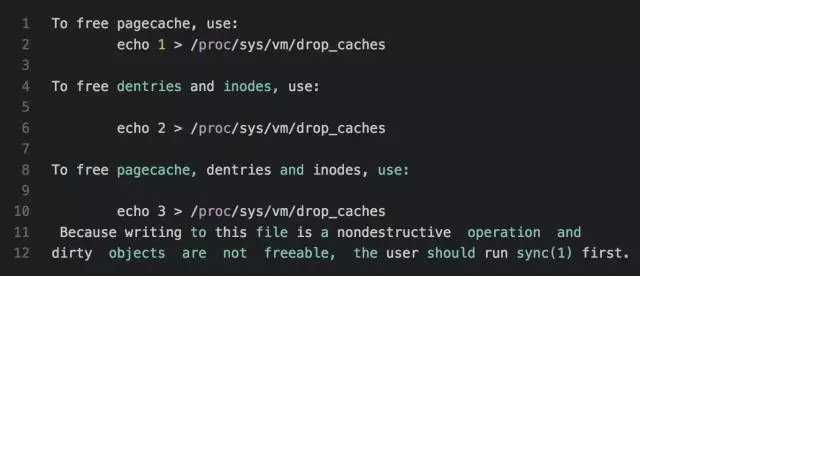 1 To free pagecache, use:
2 echo 1 > /proc/sys/vm/drop_caches
3
4 To free dentries and inodes, use:
5
6 echo 2 > /proc/sys/vm/drop_caches
7
8 To free pagecache, dentries and inodes, use:
9
10 echo 3 > /proc/sys/vm/drop_caches
11 Because writing to this file is a nondestructive operation and
12 dirty objects are not freeable, the user should run sync(1) first.